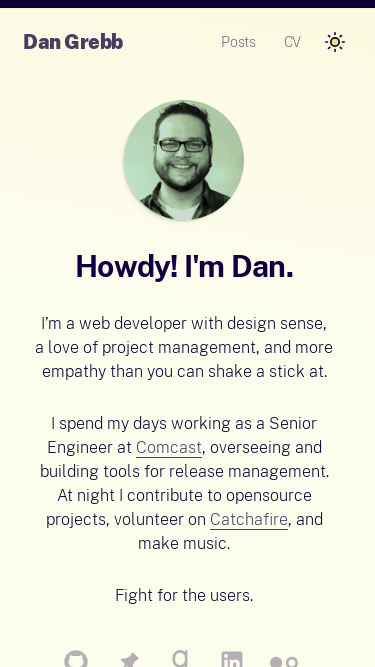 Dan Grebb
Posts
CV
Howdy! I'm Dan.
I’m a web developer with design sense,
a love of project management, and more
empathy than you can shake a stick at.
I spend my days working as a Senior
Engineer at Comcast, overseeing and
building tools for release management.
At night I contribute to opensource
projects, volunteer on Catchafire, and
make music.
Fight for the users.